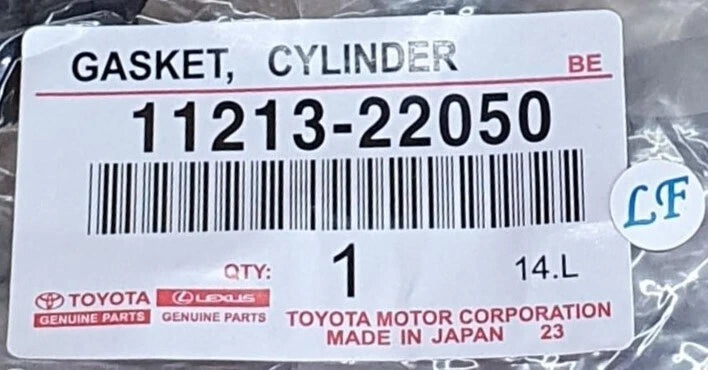 GASKET, CYLINDER BE
11213-22050
LF
QTY: 1 14.L
TOYOTA LEXUS
GENUINE PARTS GENUINE PARTS
TOYOTA MOTOR CORPORATION
MADE IN JAPAN 23